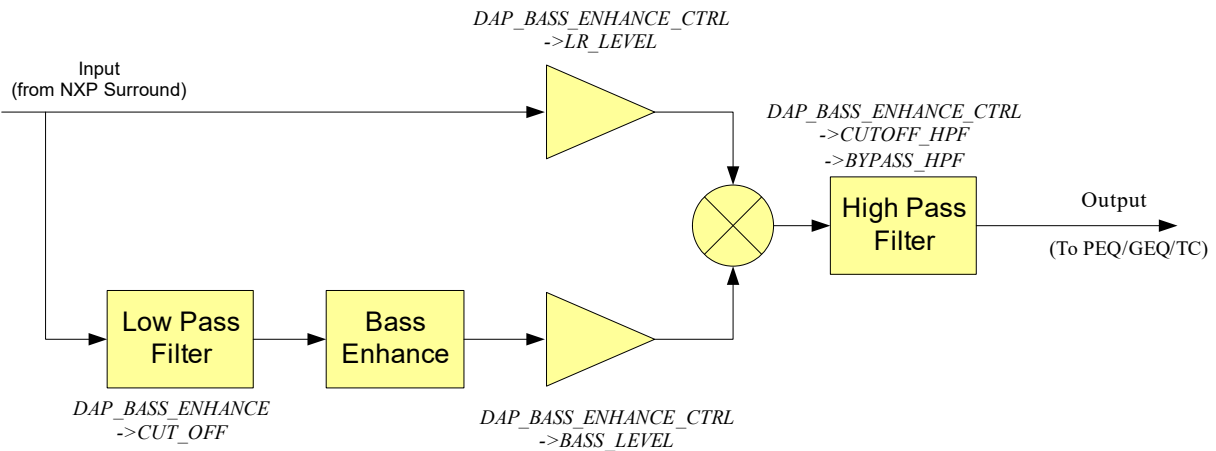 DAP_BASS_ENHANCE_CTRL
->LR_LEVEL
Input
(from NXP Surround)
DAP_BASS_ENHANCE_CTRL
->CUTOFF_HPF
->BYPASS_HPF
High Pass
Filter
Output
(To PEQ/GEQ/TC)
Low Pass
Filter
Bass
Enhance
DAP_BASS_ENHANCE
->CUT_OFF
DAP_BASS_ENHANCE_CTRL
->BASS_LEVEL